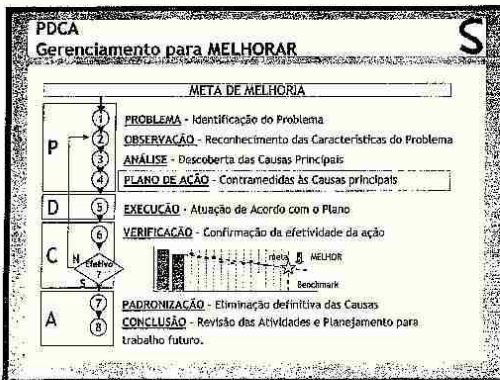 PDCA
Gerenciamento para MELHORAR
S
META DE MELHORIA
P
1 PROBLEMA - Identificação do Problema
2 OBSERVAÇÃO - Reconhecimento das Características do Problema
3 ANÁLISE - Descoberta das Causas Principais
4 PLANO DE AÇÃO - Contramedidas às Causas principais
D
5 EXECUÇÃO - Atuação de Acordo com o Plano
C
6 VERIFICAÇÃO - Confirmação da efetividade da ação
N
Efetivo
?
S
meta
MELHOR
Benchmark
A
7 PADRONIZAÇÃO - Eliminação definitiva das Causas
8 CONCLUSÃO - Revisão das Atividades e Planejamento para
trabalho futuro.